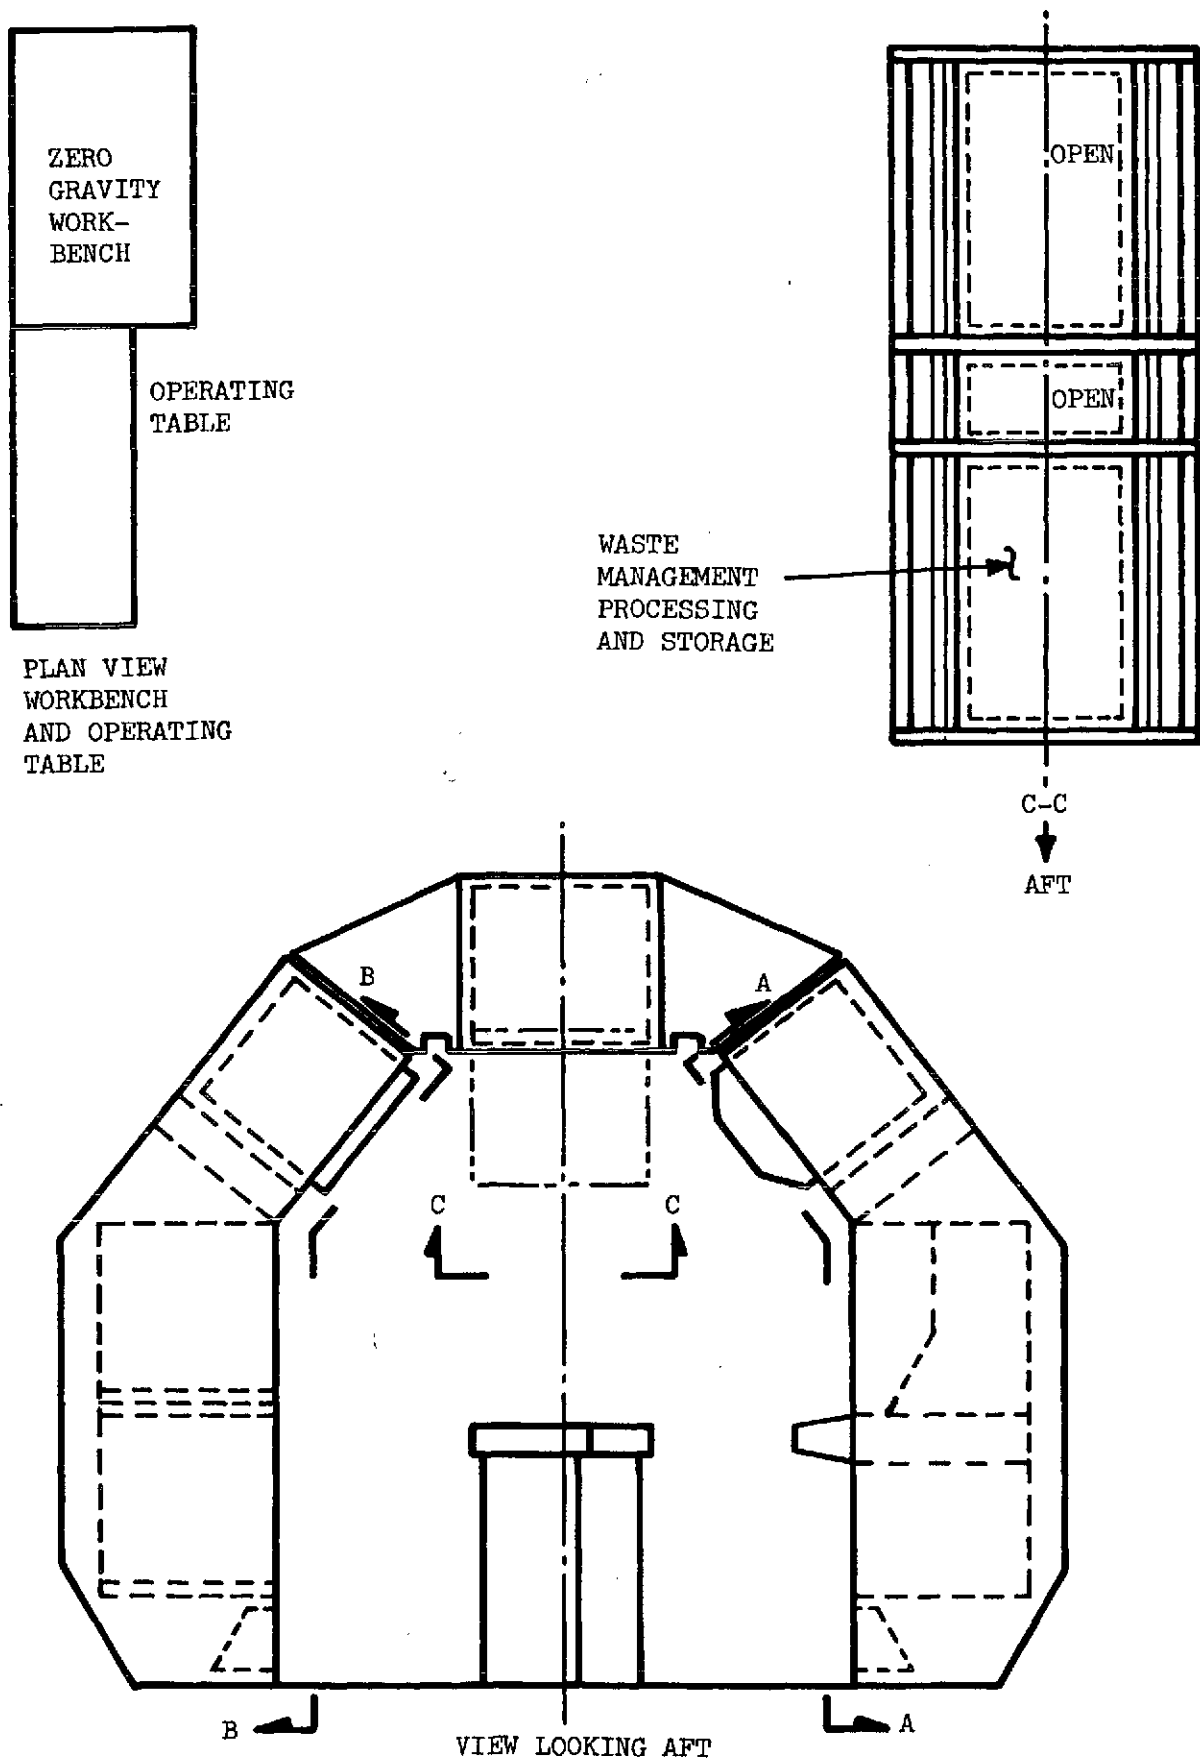 ZERO
GRAVITY
WORK-
BENCH
OPERATING
TABLE
PLAN VIEW
WORKBENCH
AND OPERATING
TABLE
OPEN
OPEN
WASTE
MANAGEMENT
PROCESSING
AND STORAGE
C-C
AFT
B
A
C
C
B
A
VIEW LOOKING AFT